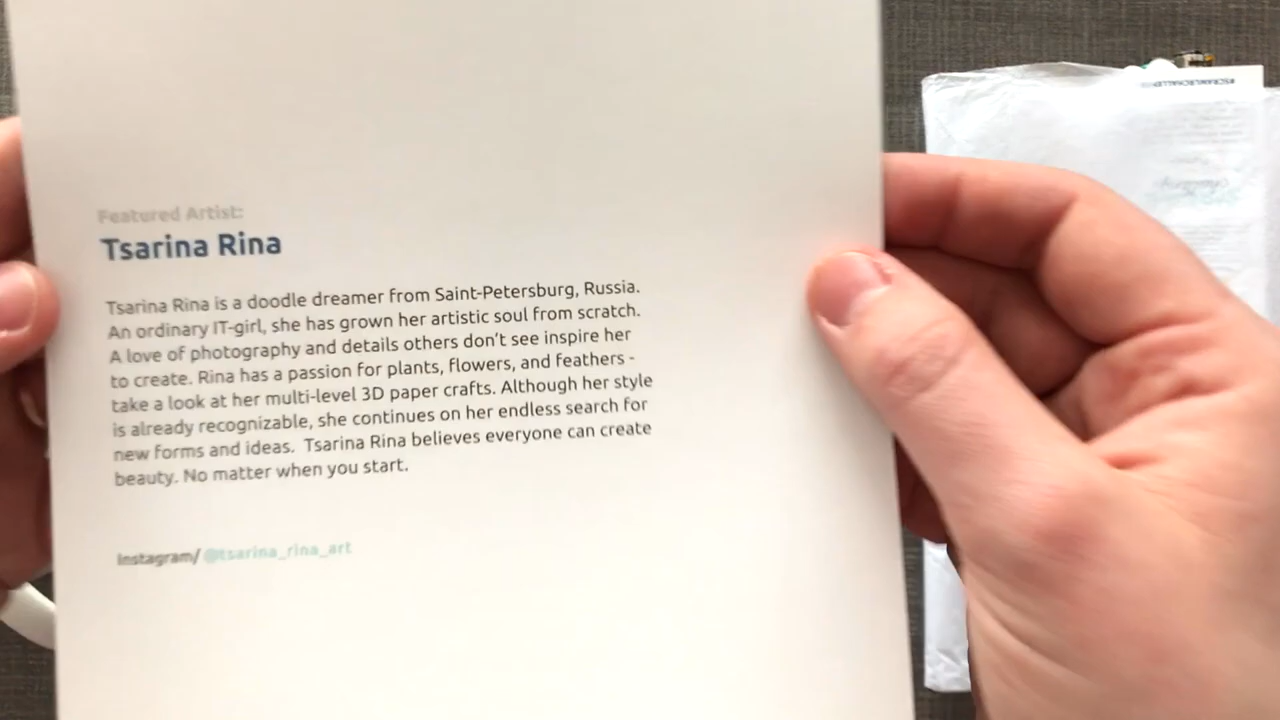 Featured Artist:
Tsarina Rina
Tsarina Rina is a doodle dreamer from Saint-Petersburg, Russia.
An ordinary IT-girl, she has grown her artistic soul from scratch.
A love of photography and details others don't see inspire her
to create. Rina has a passion for plants, flowers, and feathers -
take a look at her multi-level 3D paper crafts. Although her style
is already recognizable, she continues on her endless search for
new forms and ideas.  Tsarina Rina believes everyone can create
beauty. No matter when you start.
Instagram/ @tsarina_rina_art